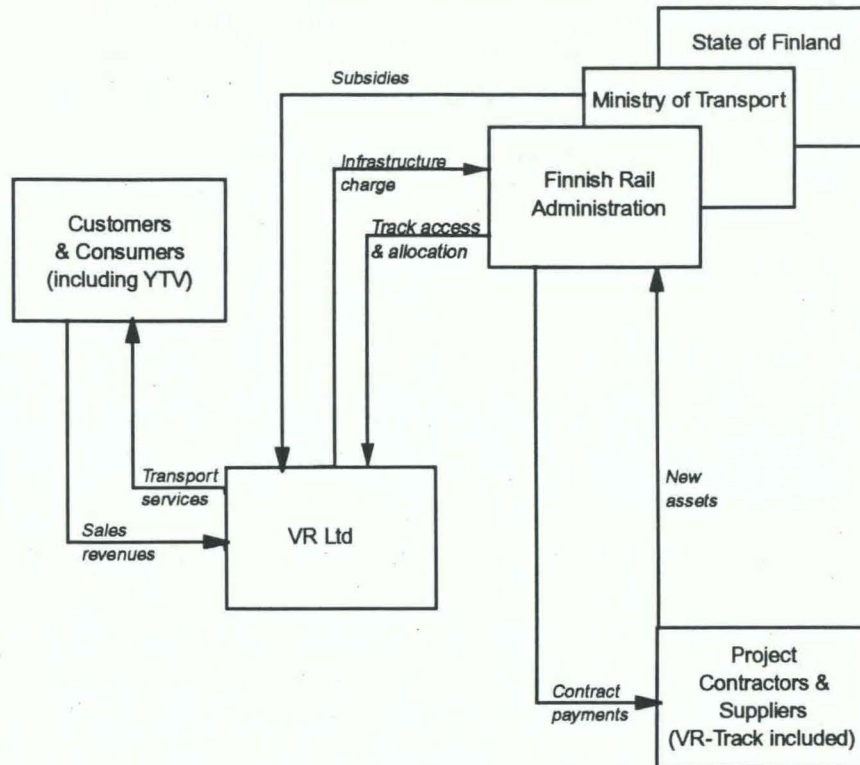 State of Finland
Subsidies
Ministry of Transport
Infrastructure
charge
Finnish Rail
Administration
Customers
& Consumers
(including YTV)
Track access
& allocation
Transport
services
New
assets
Sales
revenues
VR Ltd
Project
Contractors &
Suppliers
(VR-Track included)
Contract
payments